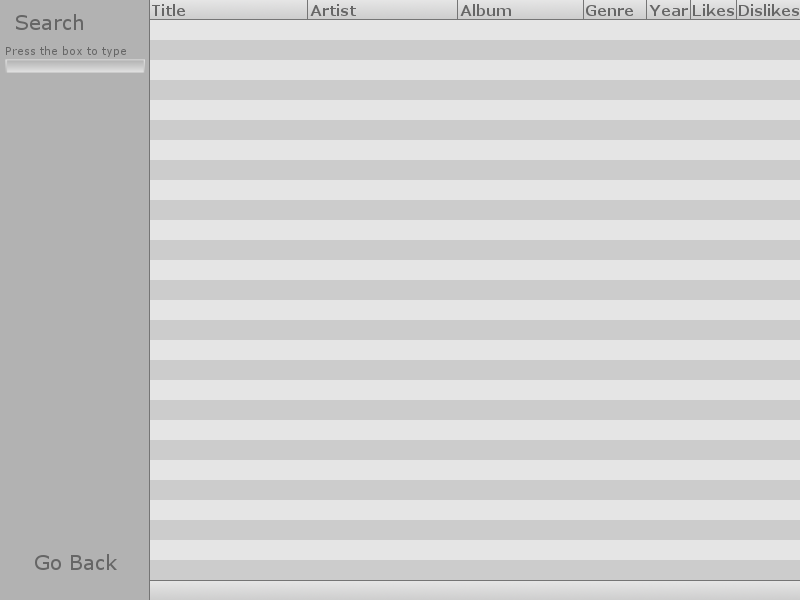 Search
Press the box to type
Title Artist Album Genre Year Likes Dislikes
Go Back